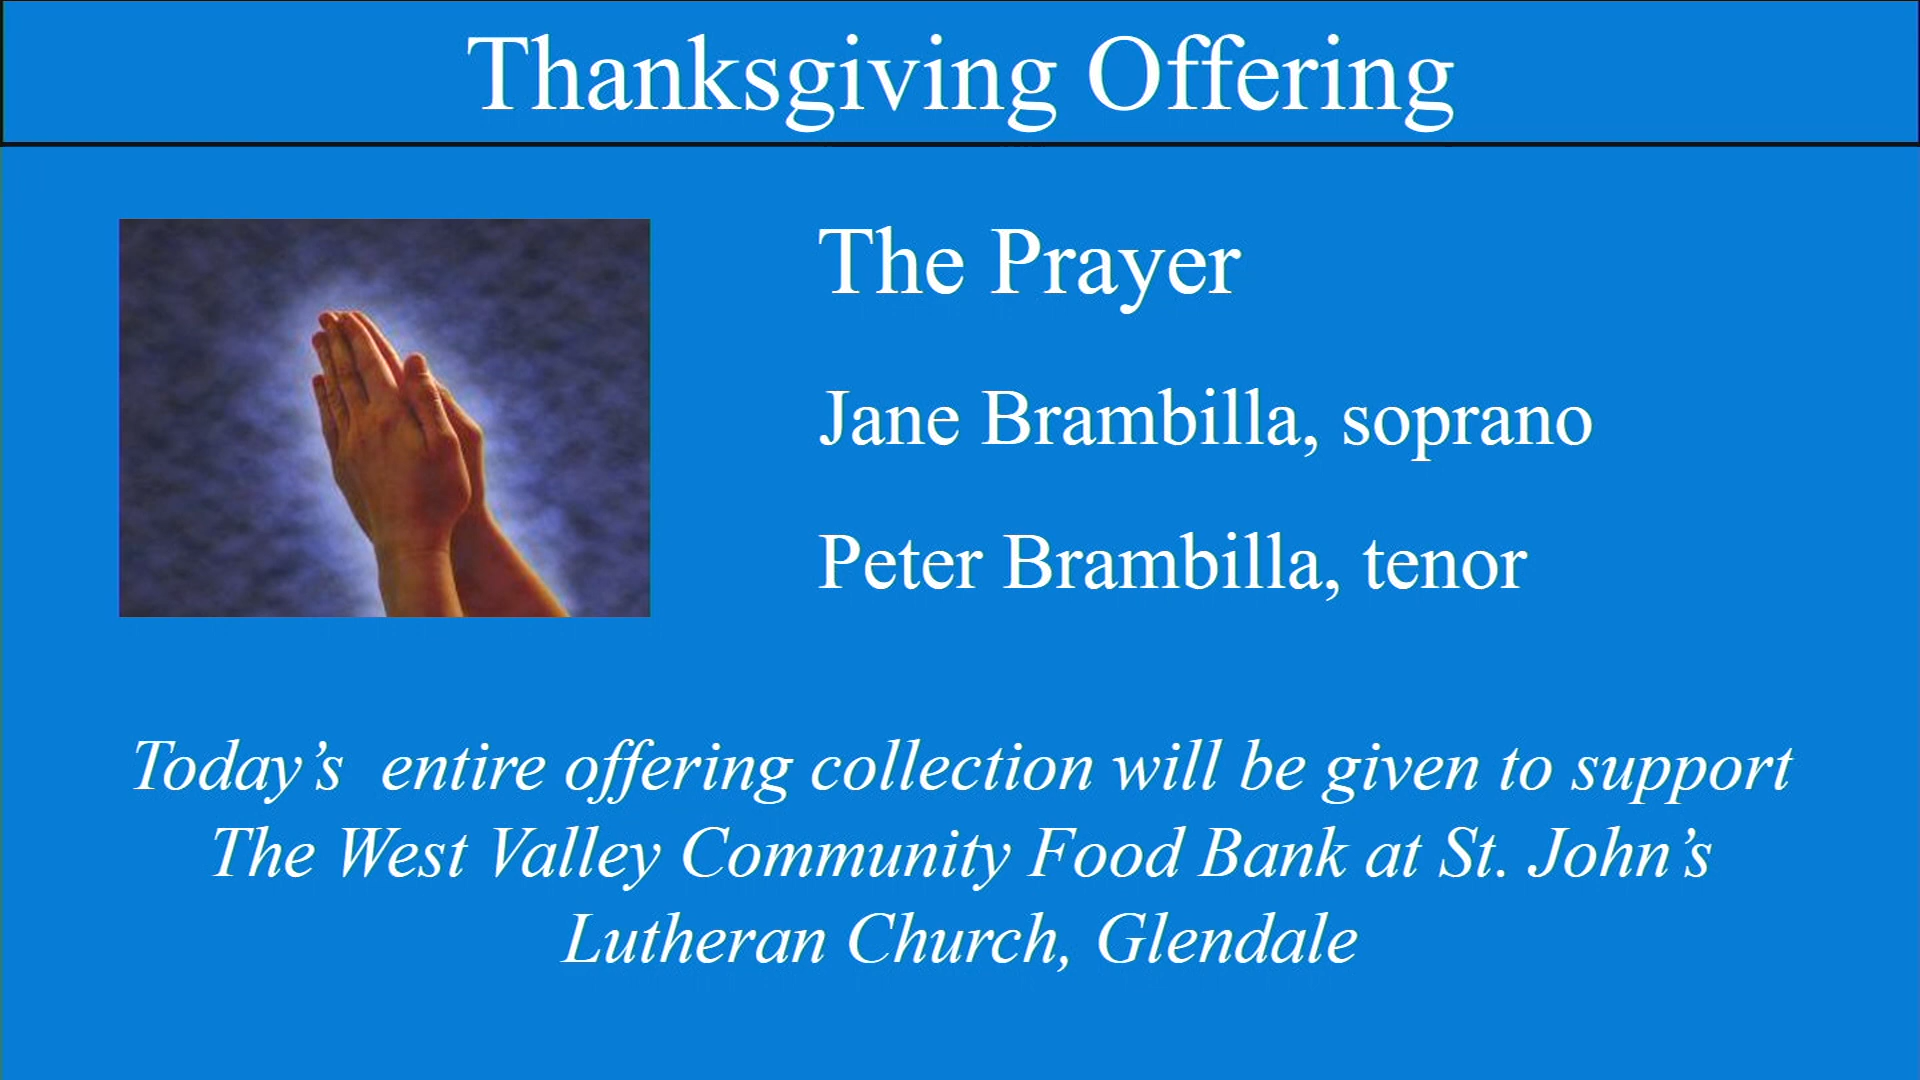 Thanksgiving Offering
The Prayer
Jane Brambilla, soprano
Peter Brambilla, tenor
Today’s  entire offering collection will be given to support
The West Valley Community Food Bank at St. John’s
Lutheran Church, Glendale